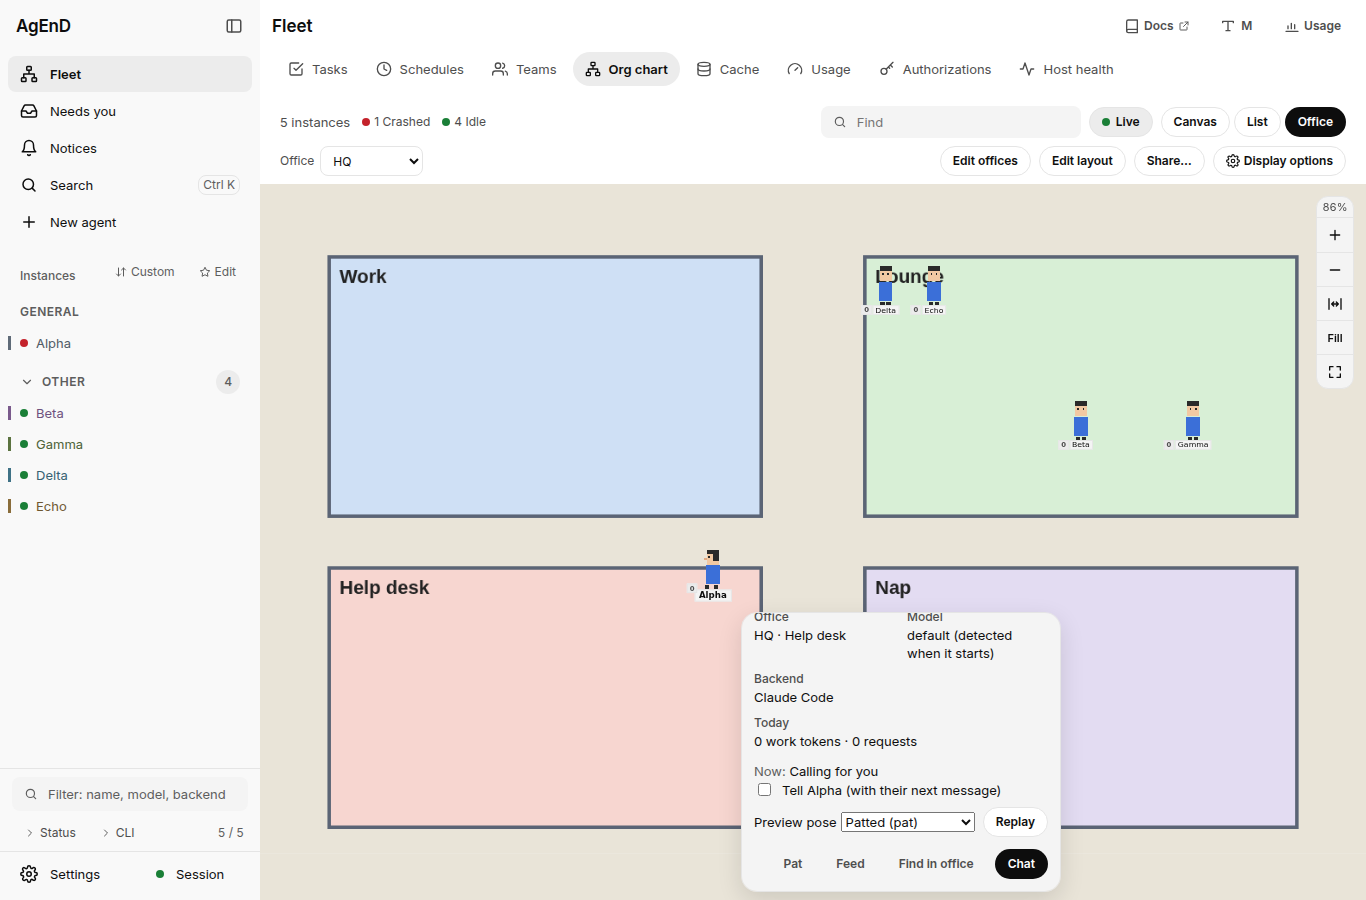 AgEnD
Fleet
Needs you
Notices
Search Ctrl K
New agent
Instances Custom Edit
GENERAL
Alpha
OTHER 4
Beta
Gamma
Delta
Echo
Filter: name, model, backend
Status CLI 5 / 5
Settings Session
Fleet
Docs M Usage
Tasks Schedules Teams Org chart Cache Usage Authorizations Host health
5 instances 1 Crashed 4 Idle
Find Live Canvas List Office
Office HQ
Edit offices Edit layout Share... Display options
86%
Fill
Work
Lounge
0 Delta 0 Echo
0 Beta 0 Gamma
Help desk
0 Alpha
Nap
Office Model
HQ · Help desk default (detected
when it starts)
Backend
Claude Code
Today
0 work tokens · 0 requests
Now: Calling for you
Tell Alpha (with their next message)
Preview pose Patted (pat) Replay
Pat Feed Find in office Chat